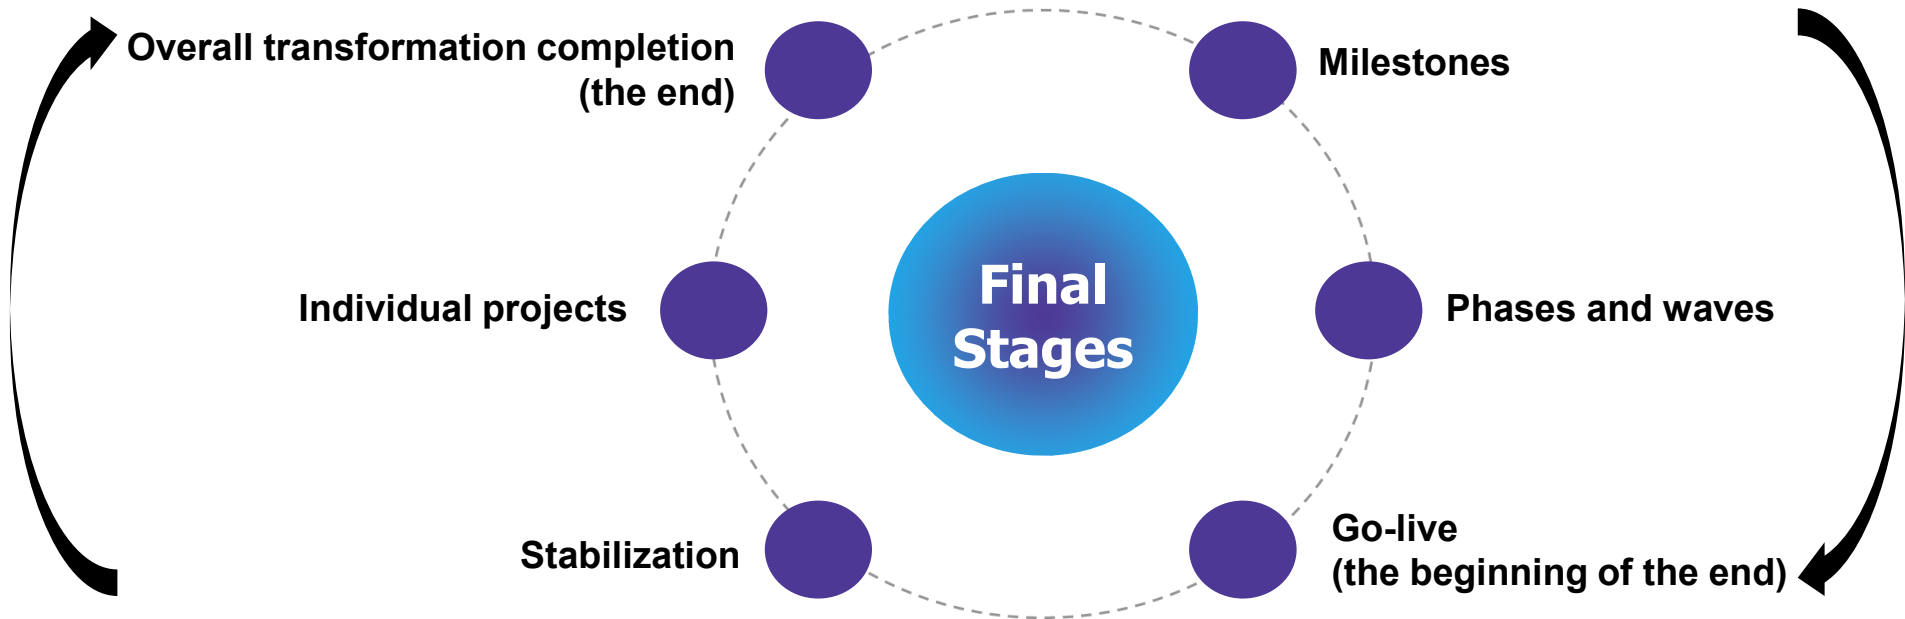 Overall transformation completion
(the end)
Milestones
Individual projects
Final
Stages
Phases and waves
Stabilization
Go-live
(the beginning of the end)